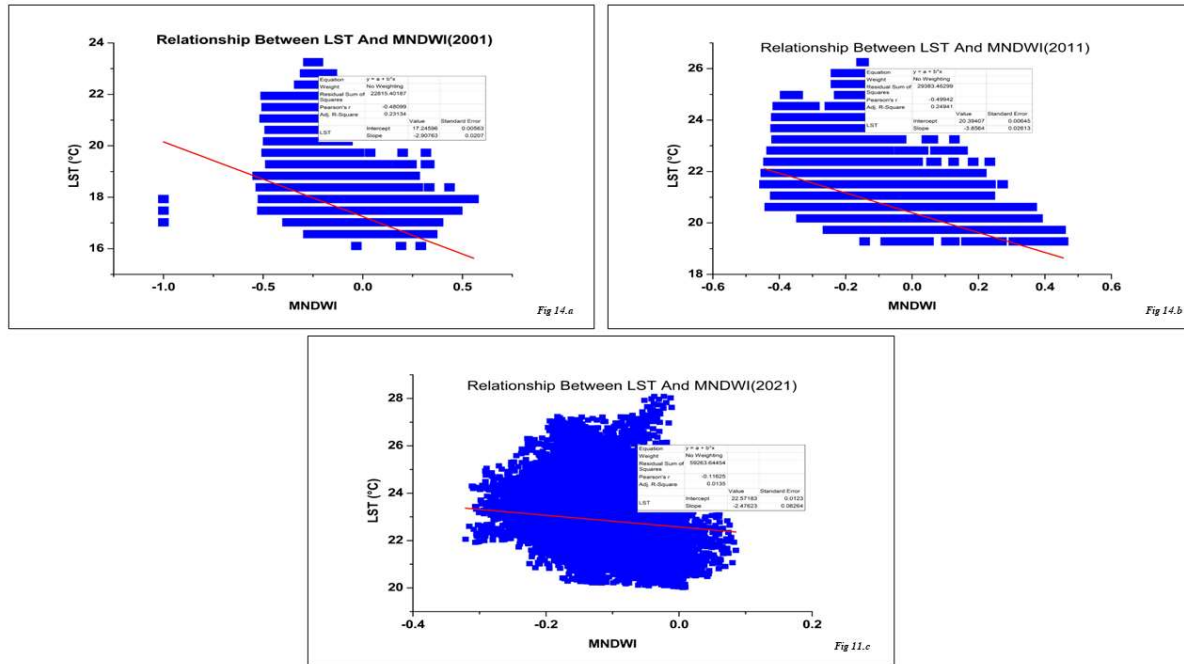 Relationship Between LST And MNDWI(2001)
24
22
20
18
16
LST (°C)
-1.0 -0.5 0.0 0.5
MNDWI
Equation y = a + b*x
Weight No Weighting
Residual Sum of Squares 22815.40187
Pearson's r -0.48099
Adj. R-Square 0.23134
Value Standard Error
LST Intercept 17.24596 0.00563
Slope -2.90763 0.0207
Fig 14.a
Relationship Between LST And MNDWI(2011)
26
24
22
20
18
LST (°C)
-0.6 -0.4 -0.2 0.0 0.2 0.4 0.6
MNDWI
Equation y = a + b*x
Weight No Weighting
Residual Sum of Squares 29383.46299
Pearson's r -0.49942
Adj. R-Square 0.24941
Value Standard Error
LST Intercept 20.39407 0.00645
Slope -3.8564 0.02613
Fig 14.b
Relationship Between LST And MNDWI(2021)
28
26
24
22
20
LST (°C)
-0.4 -0.2 0.0 0.2
MNDWI
Equation y = a + b*x
Weight No Weighting
Residual Sum of Squares 59263.64454
Pearson's r -0.11625
Adj. R-Square 0.0135
Value Standard Error
LST Intercept 22.57183 0.0123
Slope -2.47623 0.08264
Fig 11.c